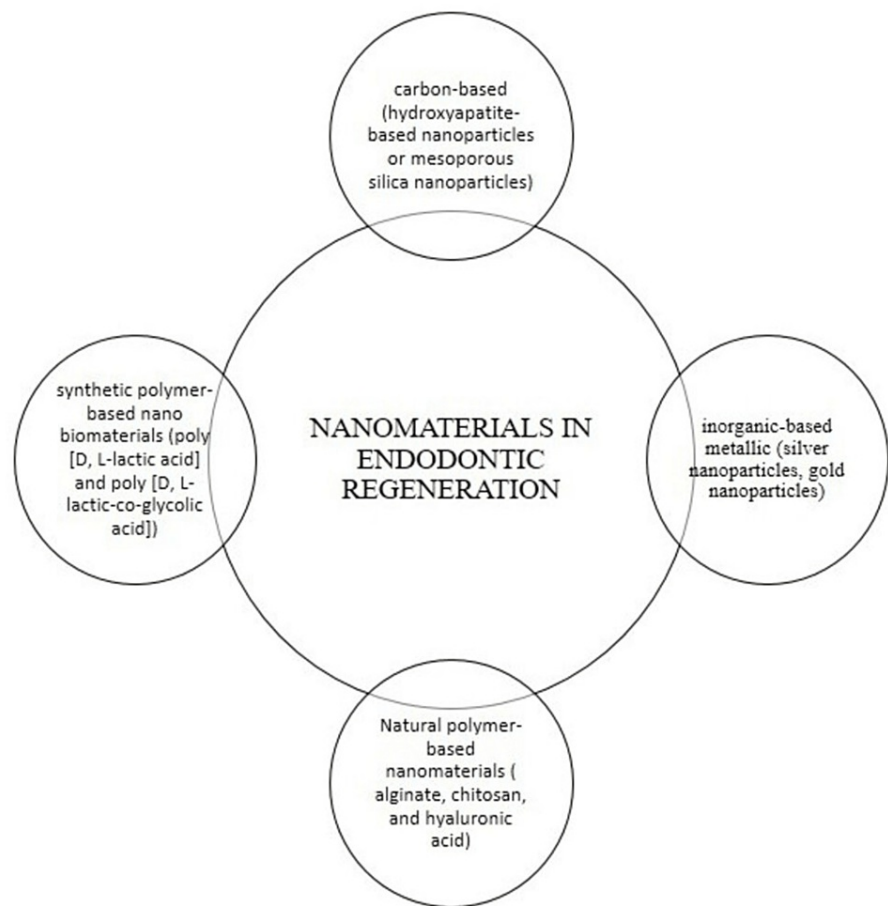 carbon-based
(hydroxyapatite-
based nanoparticles
or mesoporous
silica nanoparticles)
synthetic polymer-
based nano
biomaterials (poly
[D, L-lactic acid]
and poly [D, L-
lactic-co-glycolic
acid])
NANOMATERIALS IN
ENDODONTIC
REGENERATION
inorganic-based
metallic (silver
nanoparticles, gold
nanoparticles)
Natural polymer-
based
nanomaterials (
alginate, chitosan,
and hyaluronic
acid)